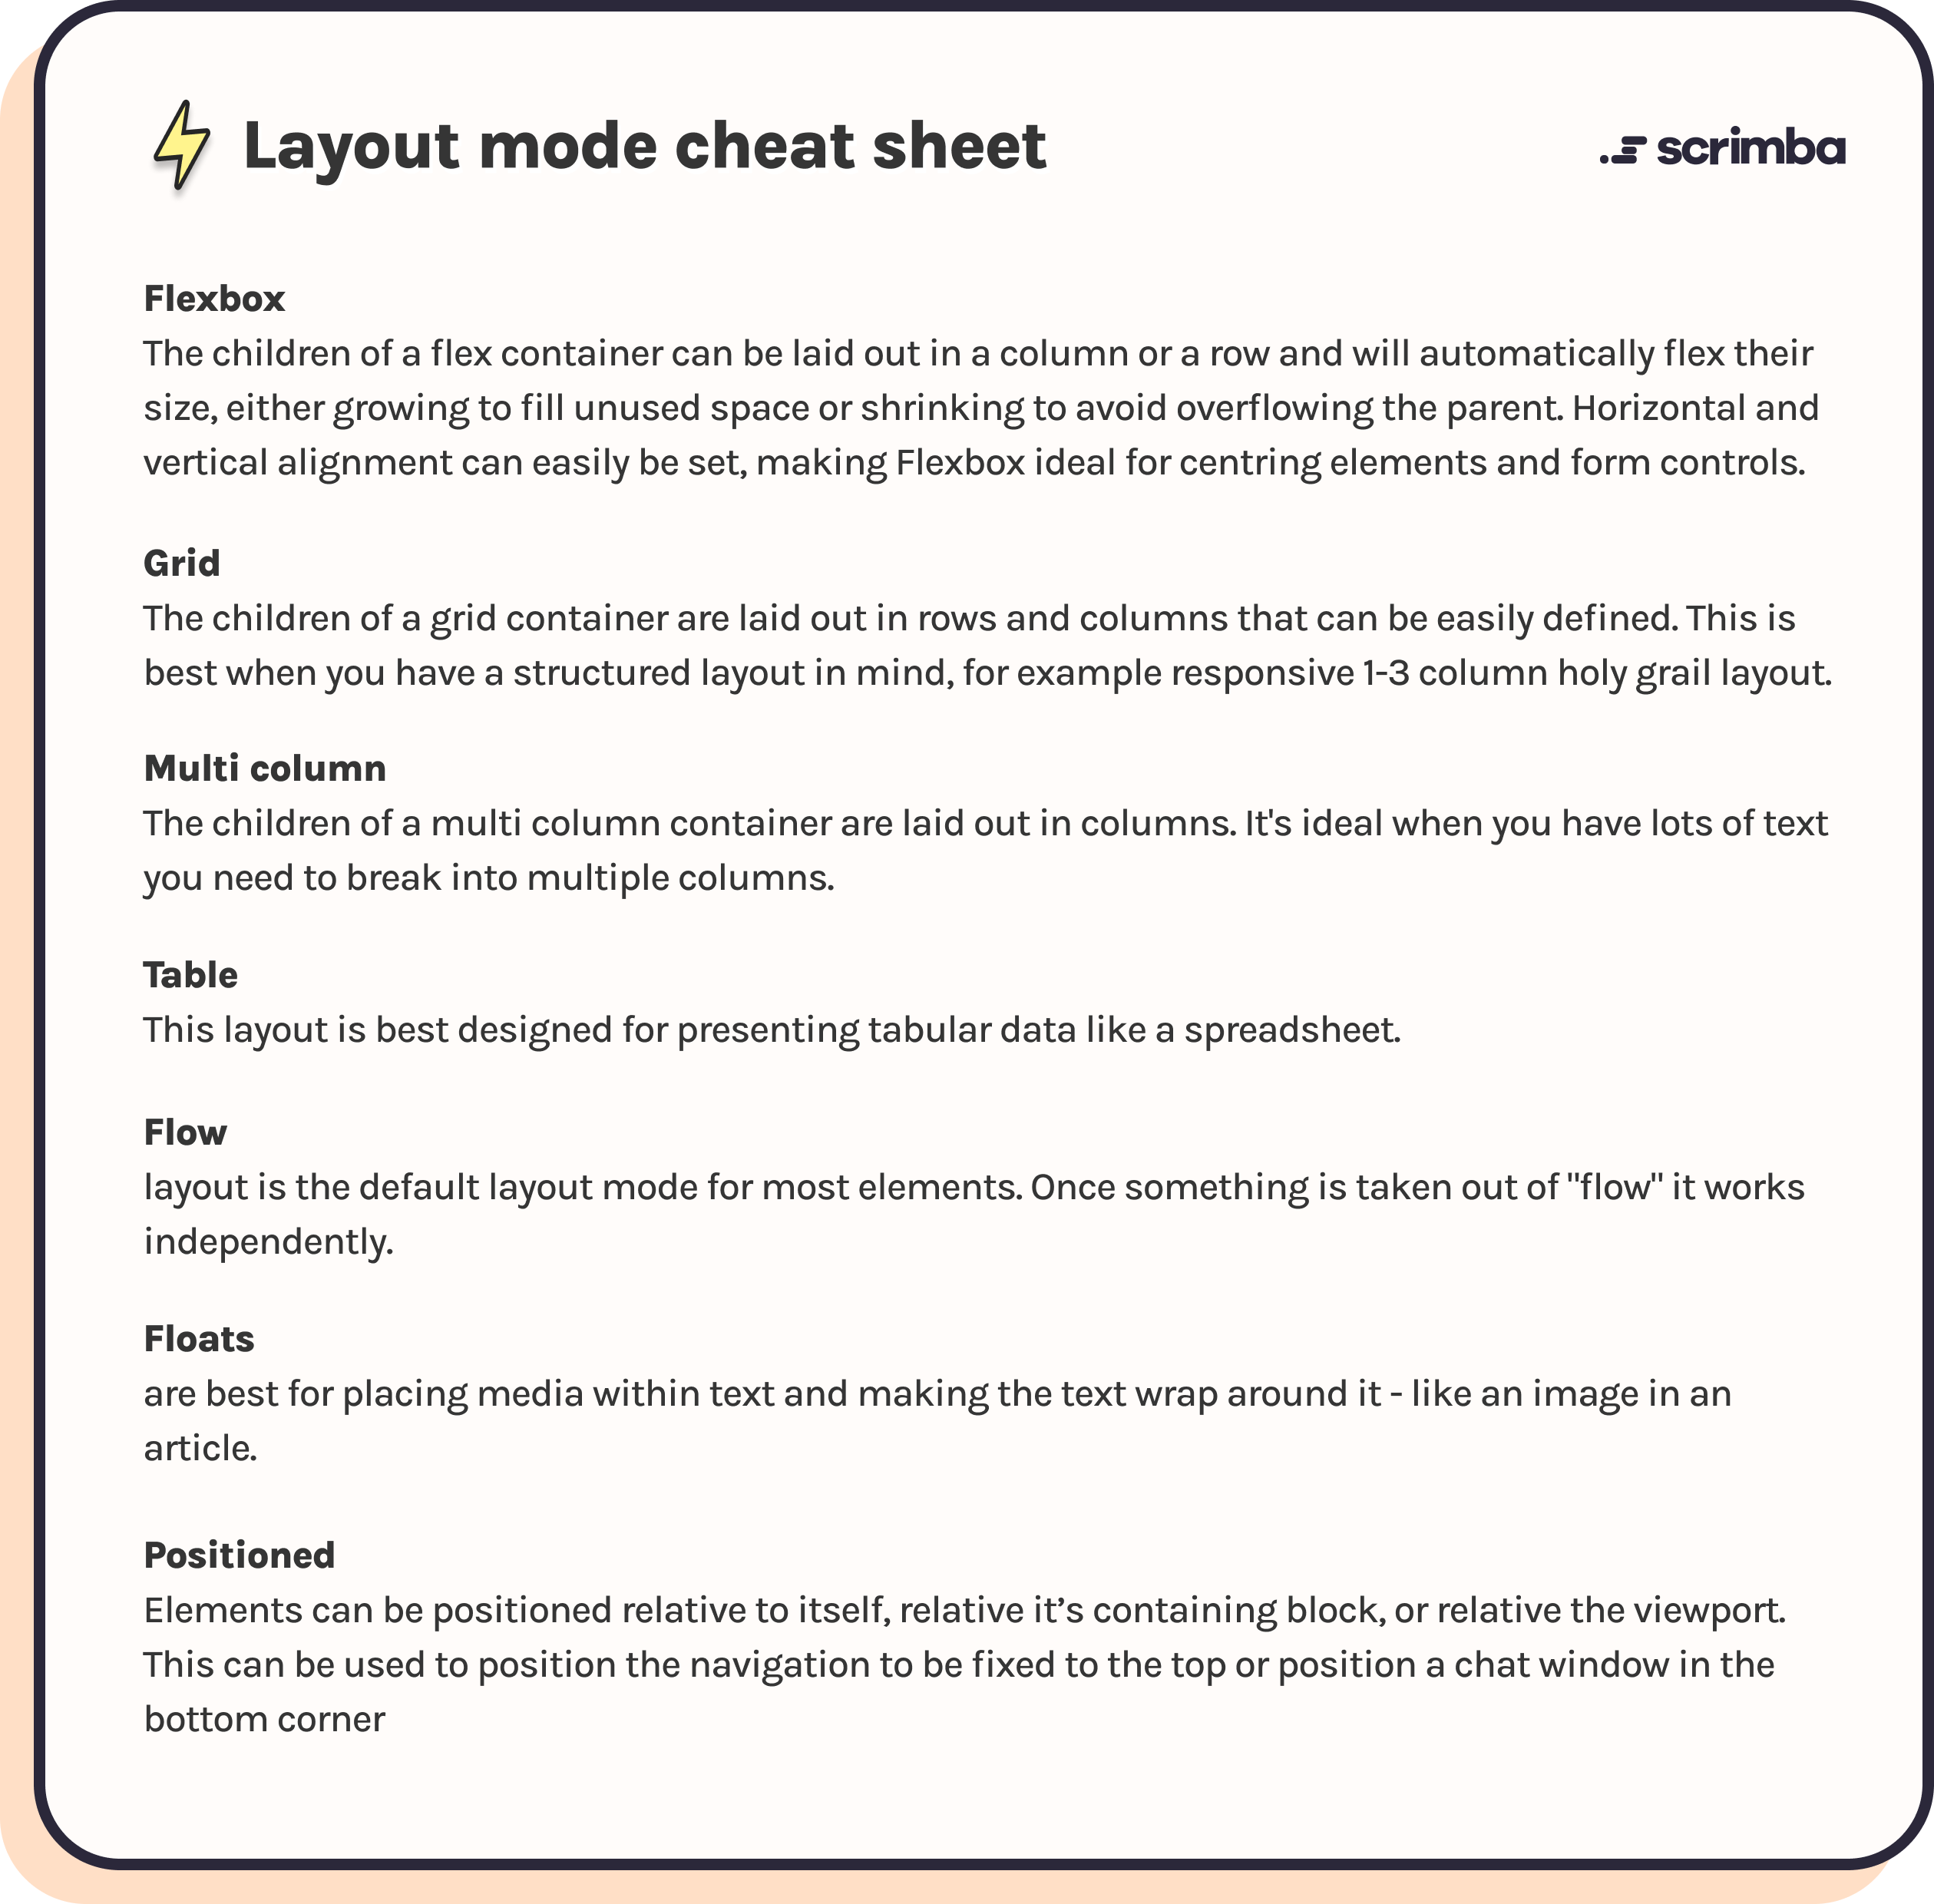 Layout mode cheat sheet
scrimba
Flexbox
The children of a flex container can be laid out in a column or a row and will automatically flex their
size, either growing to fill unused space or shrinking to avoid overflowing the parent. Horizontal and
vertical alignment can easily be set, making Flexbox ideal for centring elements and form controls.
Grid
The children of a grid container are laid out in rows and columns that can be easily defined. This is
best when you have a structured layout in mind, for example responsive 1-3 column holy grail layout.
Multi column
The children of a multi column container are laid out in columns. It's ideal when you have lots of text
you need to break into multiple columns.
Table
This layout is best designed for presenting tabular data like a spreadsheet.
Flow
layout is the default layout mode for most elements. Once something is taken out of "flow" it works
independently.
Floats
are best for placing media within text and making the text wrap around it - like an image in an
article.
Positioned
Elements can be positioned relative to itself, relative it’s containing block, or relative the viewport.
This can be used to position the navigation to be fixed to the top or position a chat window in the
bottom corner